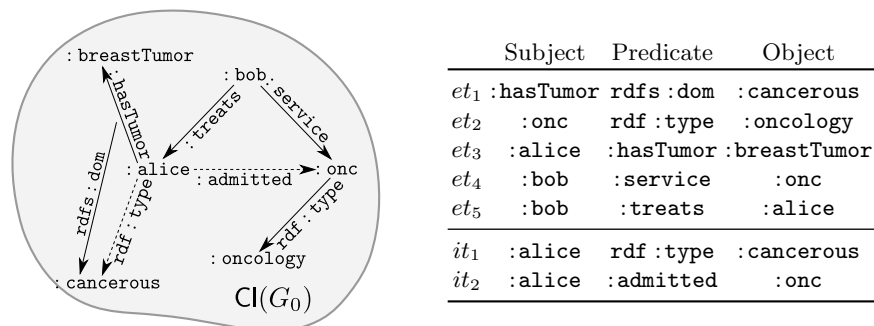 :breastTumor
:hasTumor
:bob
:service
:treats
:alice
:admitted
:onc
rdfs:dom
rdf:type
rdf:type
:cancerous
:oncology
Cl(G0)
Subject Predicate Object
et1 :hasTumor rdfs:dom :cancerous
et2 :onc rdf:type :oncology
et3 :alice :hasTumor :breastTumor
et4 :bob :service :onc
et5 :bob :treats :alice
it1 :alice rdf:type :cancerous
it2 :alice :admitted :onc